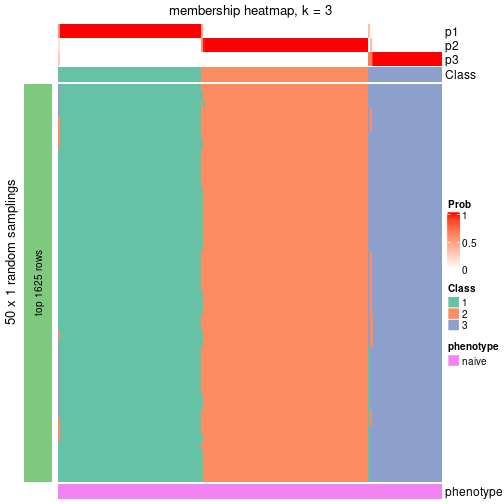 membership heatmap, k = 3
p1
p2
p3
Class
50 x 1 random samplings
top 1625 rows
Prob
1
0.5
0
Class
1
2
3
phenotype
naive
phenotype